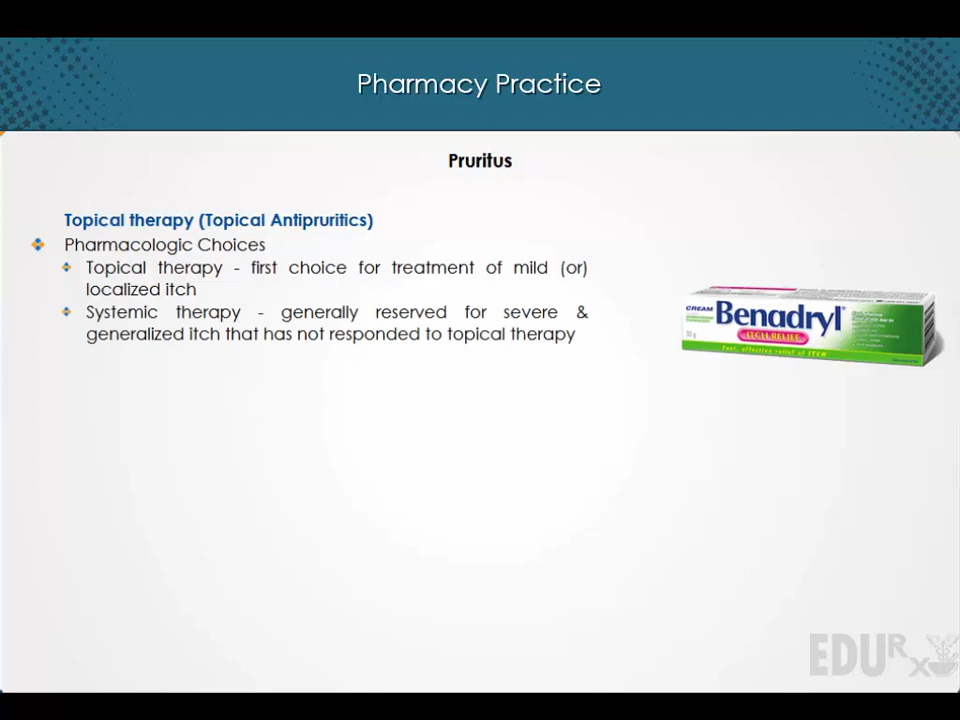 Pharmacy Practice
Pruritus
Topical therapy (Topical Antipruritics)
Pharmacologic Choices
Topical therapy - first choice for treatment of mild (or)
localized itch
Systemic therapy - generally reserved for severe &
generalized itch that has not responded to topical therapy
CREAM
Benadryl®
ITCH RELIEF
Fast, effective relief of ITCH
EDURx